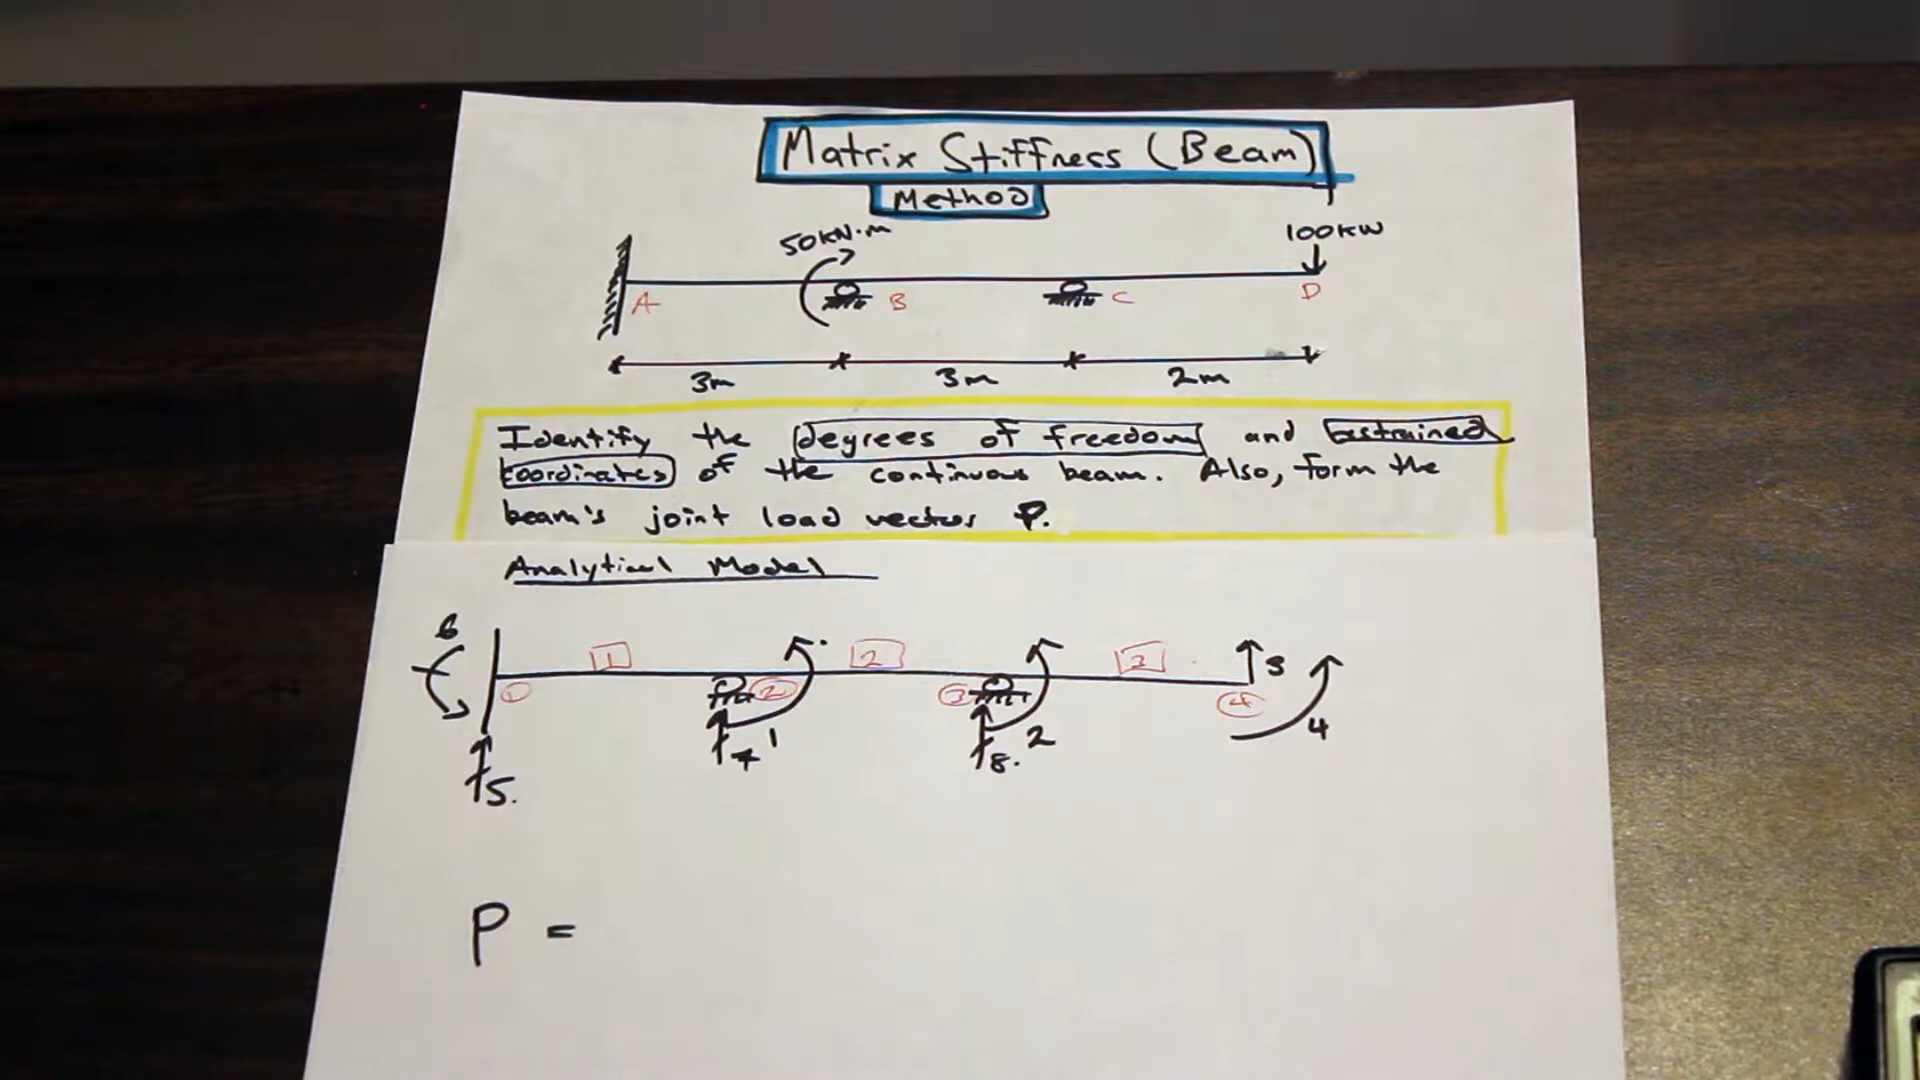 Matrix Stiffness (Beam)
Method
50KN·m
100KN
A
B
C
D
3m
3m
2m
Identify the degrees of freedom and restrained
coordinates of the continuous beam. Also, form the
beam's joint load vector P.
Analytical Model
6
1
2
3
3
1
2
3
4
4
7
1
8.
2
5.
P =